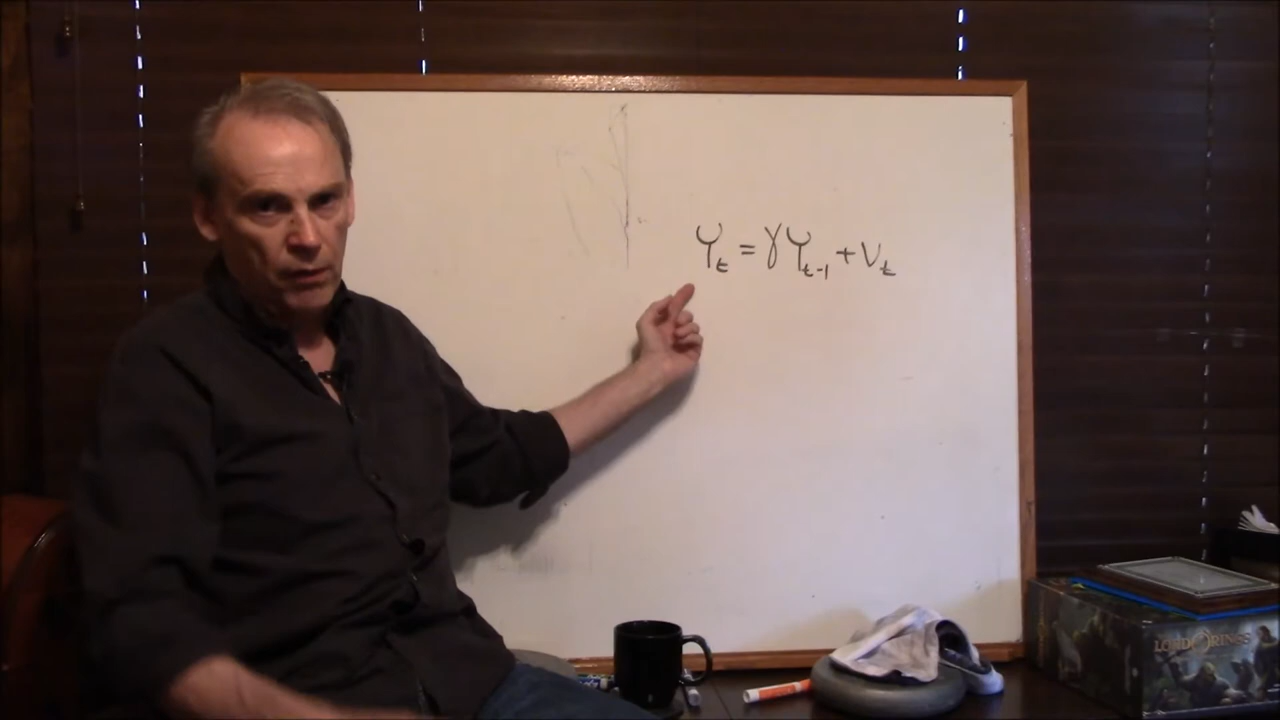 Yₜ = γYₜ₋₁ + Vₜ
LORD OF THE RINGS